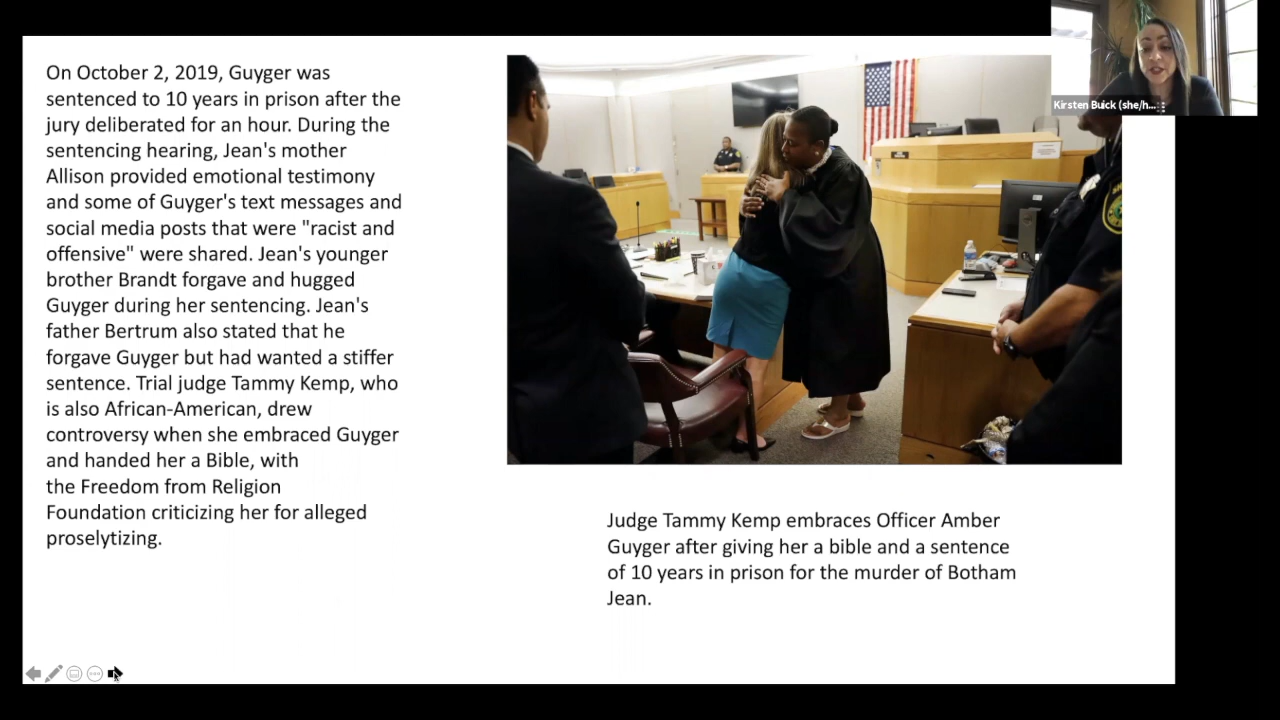 On October 2, 2019, Guyger was
sentenced to 10 years in prison after the
jury deliberated for an hour. During the
sentencing hearing, Jean's mother
Allison provided emotional testimony
and some of Guyger's text messages and
social media posts that were "racist and
offensive" were shared. Jean's younger
brother Brandt forgave and hugged
Guyger during her sentencing. Jean's
father Bertrum also stated that he
forgave Guyger but had wanted a stiffer
sentence. Trial judge Tammy Kemp, who
is also African-American, drew
controversy when she embraced Guyger
and handed her a Bible, with
the Freedom from Religion
Foundation criticizing her for alleged
proselytizing.
Kirsten Buick (she/h...
Judge Tammy Kemp embraces Officer Amber
Guyger after giving her a bible and a sentence
of 10 years in prison for the murder of Botham
Jean.